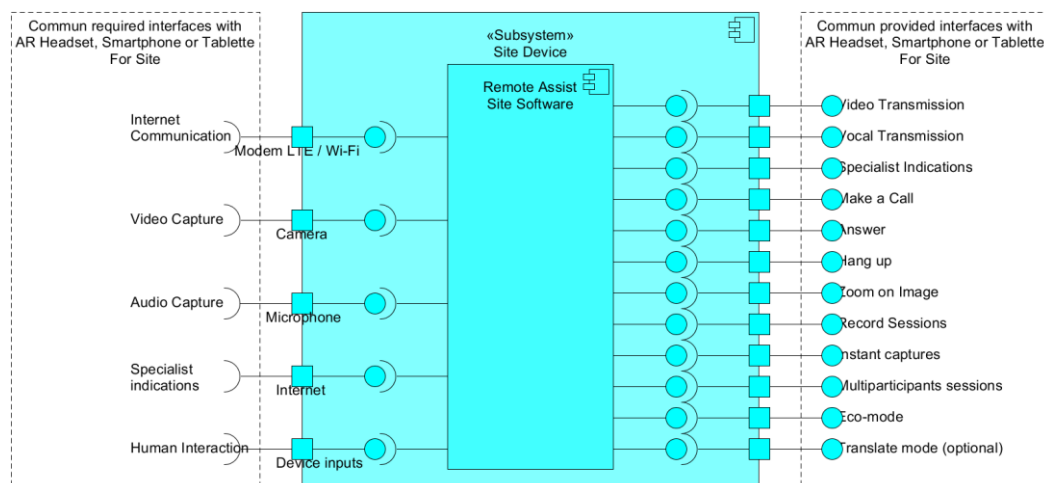 Commun required interfaces with
AR Headset, Smartphone or Tablette
For Site
«Subsystem»
Site Device
Commun provided interfaces with
AR Headset, Smartphone or Tablette
For Site
Remote Assist
Site Software
Internet
Communication
Modem LTE / Wi-Fi
Video Capture
Camera
Audio Capture
Microphone
Specialist
indications
Internet
Human Interaction
Device inputs
Video Transmission
Vocal Transmission
Specialist Indications
Make a Call
Answer
Hang up
Zoom on Image
Record Sessions
Instant captures
Multiparticipants sessions
Eco-mode
Translate mode (optional)